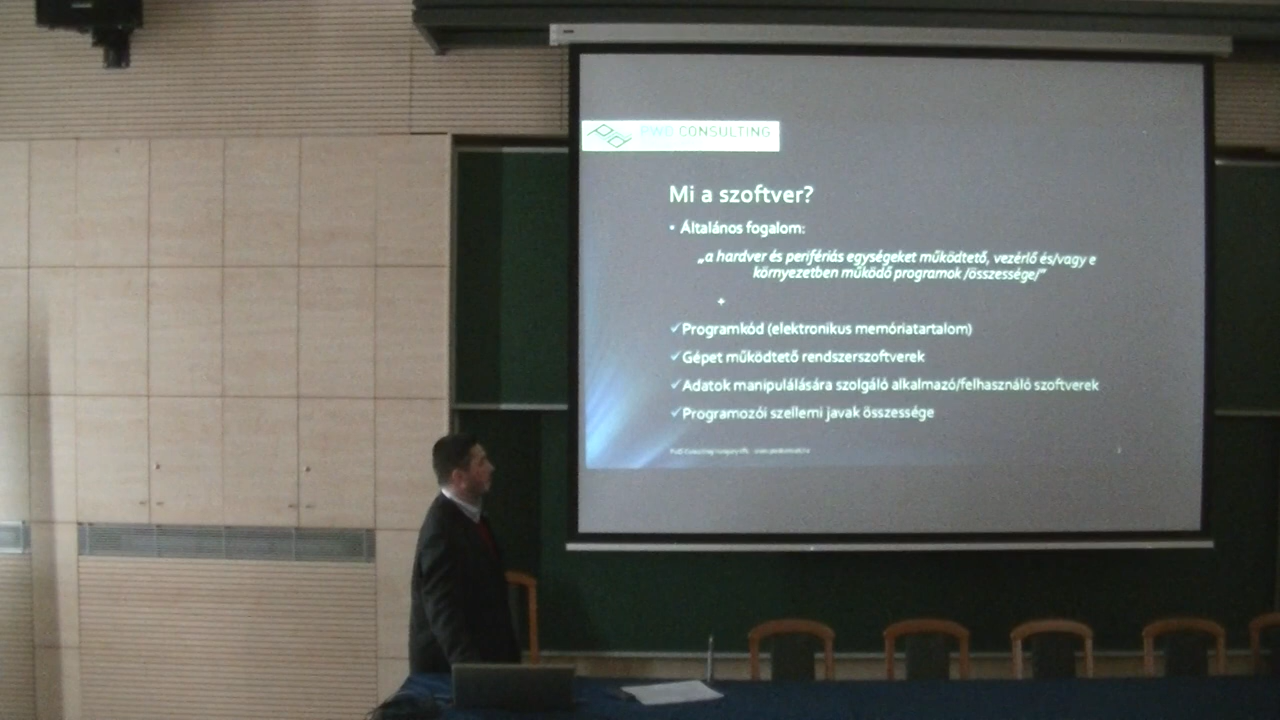 PWD CONSULTING
Mi a szoftver?
▪ Általános fogalom:
„a hardver és perifériás egységeket működtető, vezérlő és/vagy e
környezetben működő programok /összessége/”
+
✓Programkód (elektronikus memóriatartalom)
✓Gépet működtető rendszerszoftverek
✓Adatok manipulálására szolgáló alkalmazó/felhasználó szoftverek
✓Programozói szellemi javak összessége